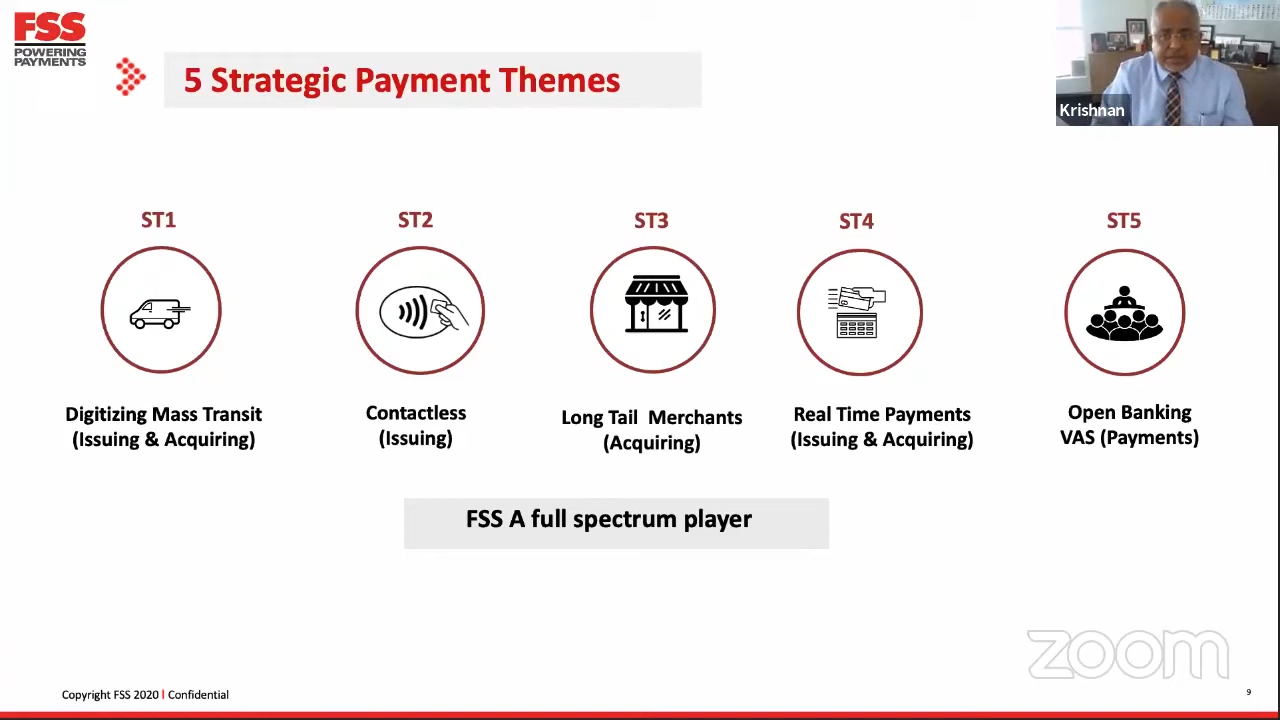 FSS
POWERING
PAYMENTS
5 Strategic Payment Themes
Krishnan
ST1
ST2
ST3
ST4
ST5
Digitizing Mass Transit
(Issuing & Acquiring)
Contactless
(Issuing)
Long Tail Merchants
(Acquiring)
Real Time Payments
(Issuing & Acquiring)
Open Banking
VAS (Payments)
FSS A full spectrum player
zoom
Copyright FSS 2020 I Confidential
9